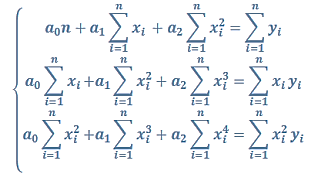 a₀n + a₁ ∑ᵢ₌₁ⁿ xᵢ + a₂ ∑ᵢ₌₁ⁿ xᵢ² = ∑ᵢ₌₁ⁿ yᵢ
a₀ ∑ᵢ₌₁ⁿ xᵢ +a₁ ∑ᵢ₌₁ⁿ xᵢ² + a₂ ∑ᵢ₌₁ⁿ xᵢ³ = ∑ᵢ₌₁ⁿ xᵢyᵢ
a₀ ∑ᵢ₌₁ⁿ xᵢ² +a₁ ∑ᵢ₌₁ⁿ xᵢ³ + a₂ ∑ᵢ₌₁ⁿ xᵢ⁴ = ∑ᵢ₌₁ⁿ xᵢ²yᵢ